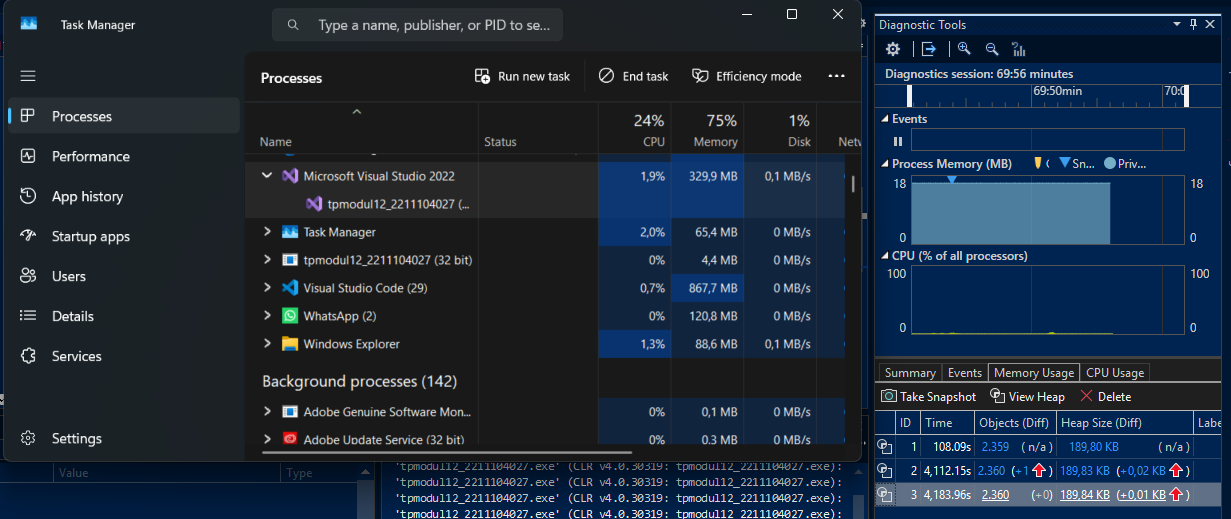 Task Manager
Type a name, publisher, or PID to se...
Processes
Performance
App history
Startup apps
Users
Details
Services
Settings
Processes
Run new task
End task
Efficiency mode
24% 75% 1%
Name Status CPU Memory Disk Netw
Microsoft Visual Studio 2022 1,9% 329,9 MB 0,1 MB/s
tpmodul12_2211104027 (...
Task Manager 2,0% 65,4 MB 0 MB/s
tpmodul12_2211104027 (32 bit) 0% 4,4 MB 0 MB/s
Visual Studio Code (29) 0,7% 867,7 MB 0 MB/s
WhatsApp (2) 0% 120,8 MB 0 MB/s
Windows Explorer 1,3% 88,6 MB 0,1 MB/s
Background processes (142)
Adobe Genuine Software Mon... 0% 0,1 MB 0 MB/s
Adobe Update Service (32 bit) 0% 0,3 MB 0 MB/s
Value Type
'tpmodul12_2211104027.exe' (CLR v4.0.30319: tpmodul12_2211104027.exe):
'tpmodul12_2211104027.exe' (CLR v4.0.30319: tpmodul12_2211104027.exe):
'tpmodul12_2211104027.exe' (CLR v4.0.30319: tpmodul12_2211104027.exe):
'tpmodul12_2211104027.exe' (CLR v4.0.30319: tpmodul12_2211104027.exe):
Diagnostic Tools
Diagnostics session: 69:56 minutes
69:50min 70:0
Events
Process Memory (MB) Sn... Priv...
18 18
0 0
CPU (% of all processors)
100 100
0 0
Summary Events Memory Usage CPU Usage
Take Snapshot View Heap Delete
ID Time Objects (Diff) Heap Size (Diff) Labe
1 108.09s 2.359 (n/a) 189,80 KB (n/a)
2 4,112.15s 2.360 (+1) 189,83 KB (+0,02 KB)
3 4,183.96s 2.360 (+0) 189,84 KB (+0,01 KB)